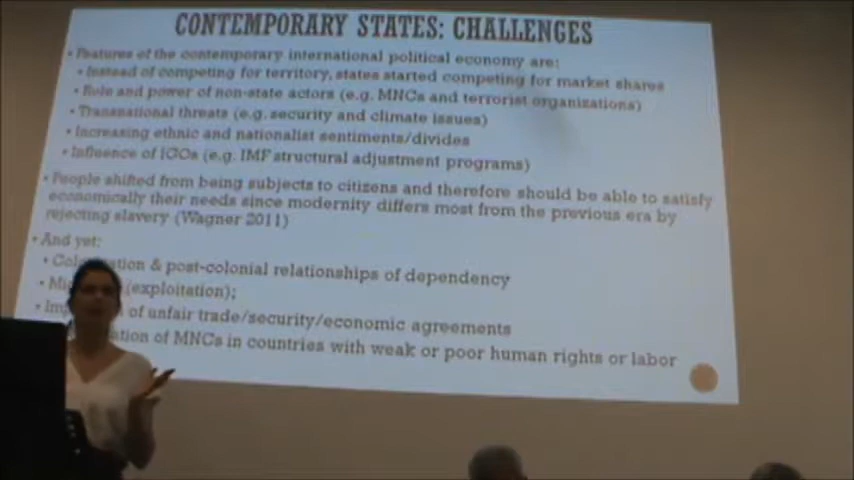 CONTEMPORARY STATES: CHALLENGES
• Features of the contemporary international political economy are:
• Instead of competing for territory, states started competing for market shares
• Role and power of non-state actors (e.g. MNCs and terrorist organizations)
• Transnational threats (e.g. security and climate issues)
• Increasing ethnic and nationalist sentiments/divides
• Influence of IGOs (e.g. IMF structural adjustment programs)
• People shifted from being subjects to citizens and therefore should be able to satisfy
economically their needs since modernity differs most from the previous era by
rejecting slavery (Wagner 2011)
• And yet:
• & post-colonial relationships of dependency
• (exploitation);
• of unfair trade/security/economic agreements
of MNCs in countries with weak or poor human rights or labor